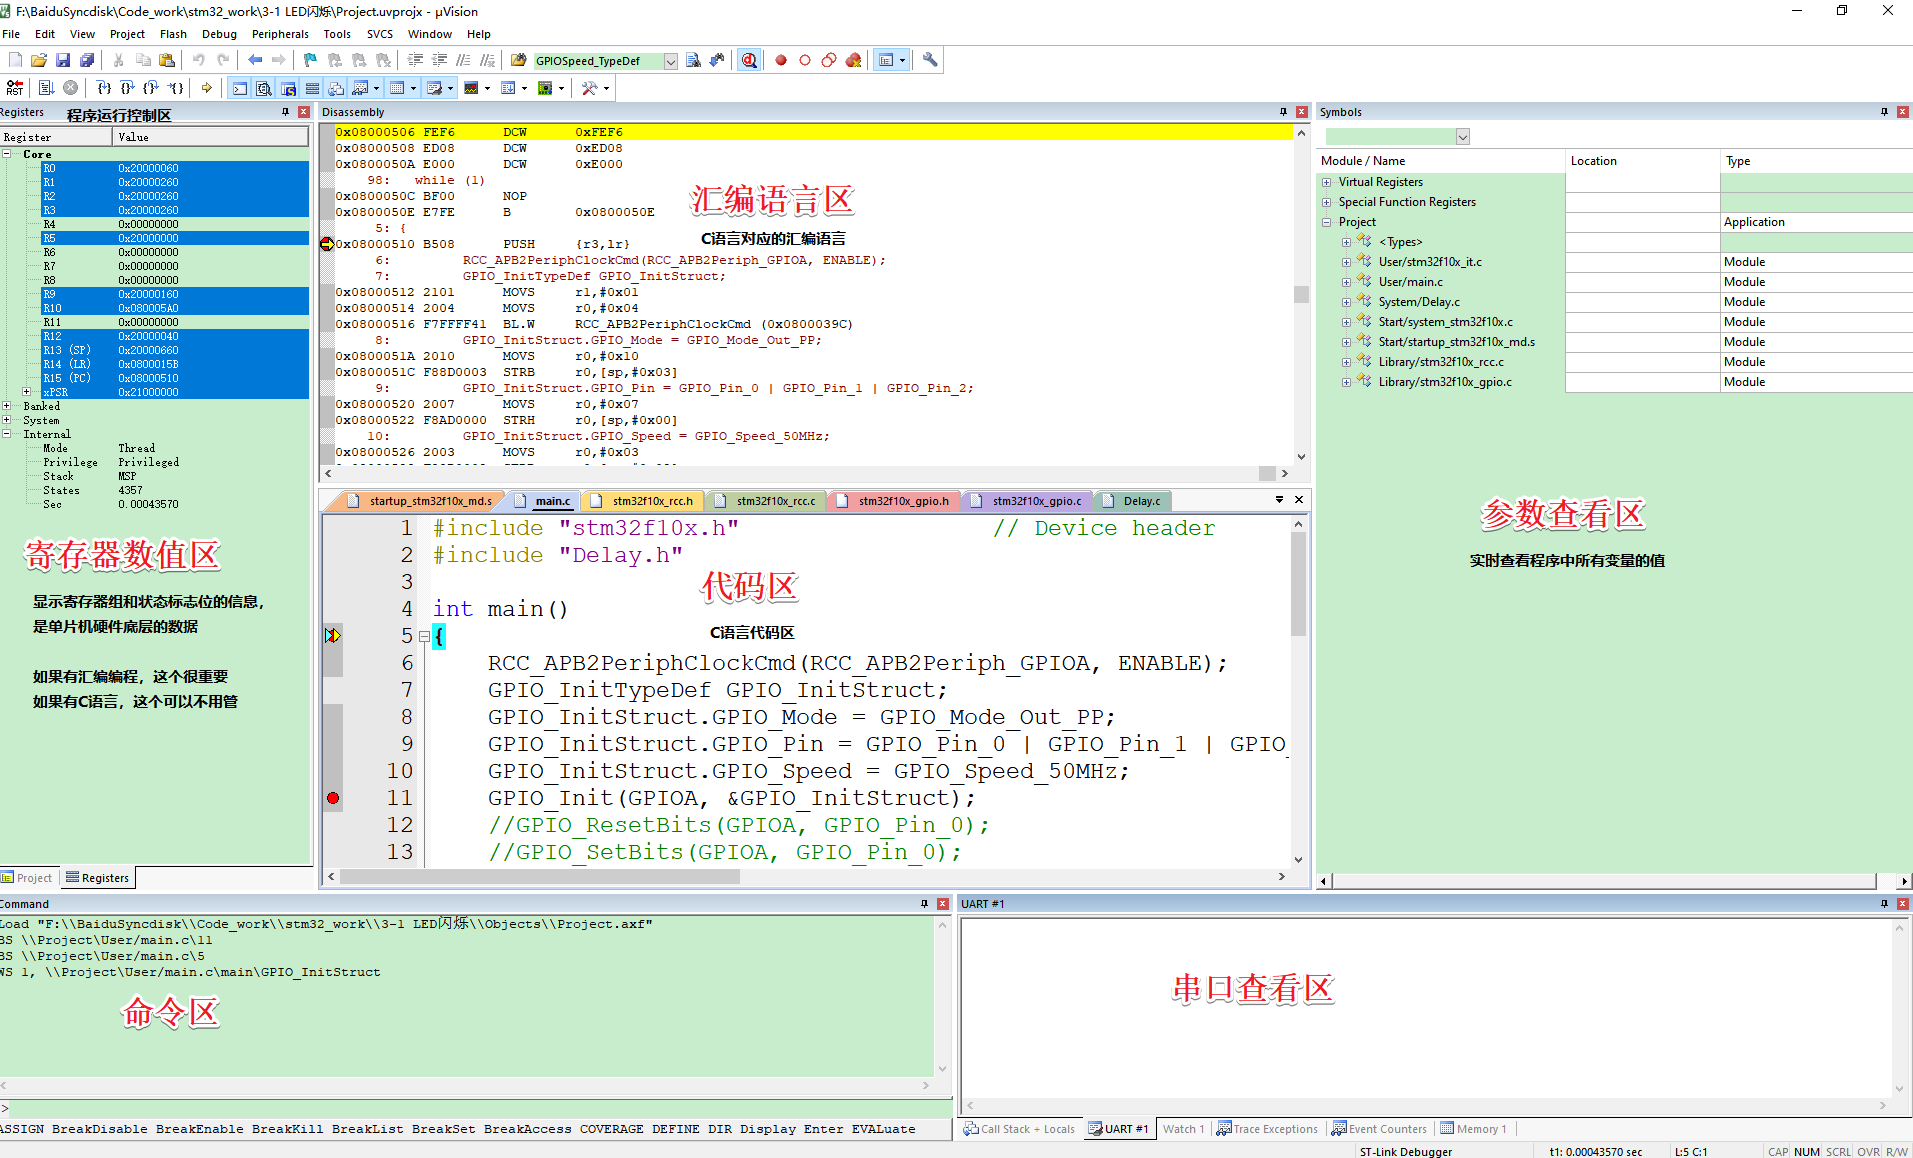 F:\BaiduSyncdisk\Code_work\stm32_work\3-1 LED闪烁\Project.uvprojx - µVision
File Edit View Project Flash Debug Peripherals Tools SVCS Window Help
GPIOSpeed_TypeDef
RST
Registers 程序运行控制区
Register Value
Core
R0 0x20000060
R1 0x20000260
R2 0x20000260
R3 0x20000260
R4 0x00000000
R5 0x20000000
R6 0x00000000
R7 0x00000000
R8 0x00000000
R9 0x20000160
R10 0x080005A0
R11 0x00000000
R12 0x20000040
R13 (SP) 0x20000660
R14 (LR) 0x0800015B
R15 (PC) 0x08000510
xPSR 0x21000000
Banked
System
Internal
Mode Thread
Privilege Privileged
Stack MSP
States 4357
Sec 0.00043570
寄存器数值区
显示寄存器组和状态标志位的信息，
是单片机硬件底层的数据
如果有汇编编程，这个很重要
如果有C语言，这个可以不用管
Project Registers
Disassembly
0x08000506 FEF6 DCW 0xFEF6
0x08000508 ED08 DCW 0xED08
0x0800050A E000 DCW 0xE000
98: while (1)
0x0800050C BF00 NOP
0x0800050E E7FE B 0x0800050E
5: {
0x08000510 B508 PUSH {r3,lr}
6: RCC_APB2PeriphClockCmd(RCC_APB2Periph_GPIOA, ENABLE);
7: GPIO_InitTypeDef GPIO_InitStruct;
0x08000512 2101 MOVS r1,#0x01
0x08000514 2004 MOVS r0,#0x04
0x08000516 F7FFFF41 BL.W RCC_APB2PeriphClockCmd (0x0800039C)
8: GPIO_InitStruct.GPIO_Mode = GPIO_Mode_Out_PP;
0x0800051A 2010 MOVS r0,#0x10
0x0800051C F88D0003 STRB r0,[sp,#0x03]
9: GPIO_InitStruct.GPIO_Pin = GPIO_Pin_0 | GPIO_Pin_1 | GPIO_Pin_2;
0x08000520 2007 MOVS r0,#0x07
0x08000522 F8AD0000 STRH r0,[sp,#0x00]
10: GPIO_InitStruct.GPIO_Speed = GPIO_Speed_50MHz;
0x08000526 2003 MOVS r0,#0x03
汇编语言区
C语言对应的汇编语言
startup_stm32f10x_md.s main.c stm32f10x_rcc.h stm32f10x_rcc.c stm32f10x_gpio.h stm32f10x_gpio.c Delay.c
1 #include "stm32f10x.h" // Device header
2 #include "Delay.h"
3
4 int main()
5 {
6 RCC_APB2PeriphClockCmd(RCC_APB2Periph_GPIOA, ENABLE);
7 GPIO_InitTypeDef GPIO_InitStruct;
8 GPIO_InitStruct.GPIO_Mode = GPIO_Mode_Out_PP;
9 GPIO_InitStruct.GPIO_Pin = GPIO_Pin_0 | GPIO_Pin_1 | GPIO_
10 GPIO_InitStruct.GPIO_Speed = GPIO_Speed_50MHz;
11 GPIO_Init(GPIOA, &GPIO_InitStruct);
12 //GPIO_ResetBits(GPIOA, GPIO_Pin_0);
13 //GPIO_SetBits(GPIOA, GPIO_Pin_0);
代码区
C语言代码区
Symbols
Module / Name Location Type
Virtual Registers
Special Function Registers
Project Application
<Types>
User/stm32f10x_it.c Module
User/main.c Module
System/Delay.c Module
Start/system_stm32f10x.c Module
Start/startup_stm32f10x_md.s Module
Library/stm32f10x_rcc.c Module
Library/stm32f10x_gpio.c Module
参数查看区
实时查看程序中所有变量的值
Command
Load "F:\\BaiduSyncdisk\\Code_work\\stm32_work\\3-1 LED闪烁\\Objects\\Project.axf"
BS \\Project\User/main.c\11
BS \\Project\User/main.c\5
WS 1, \\Project\User/main.c\main\GPIO_InitStruct
命令区
>
ASSIGN BreakDisable BreakEnable BreakKill BreakList BreakSet BreakAccess COVERAGE DEFINE DIR Display Enter EVALuate
UART #1
串口查看区
Call Stack + Locals UART #1 Watch 1 Trace Exceptions Event Counters Memory 1
ST-Link Debugger t1: 0.00043570 sec L:5 C:1 CAP NUM SCRL OVR R/W